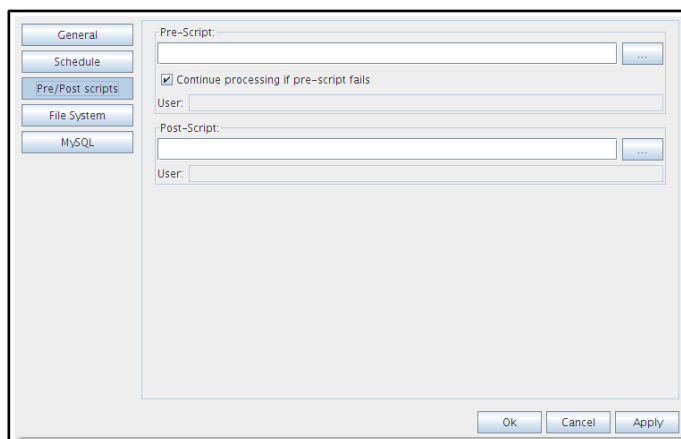 General
Schedule
Pre/Post scripts
File System
MySQL
Pre-Script:
...
Continue processing if pre-script fails
User:
Post-Script:
...
User:
Ok
Cancel
Apply